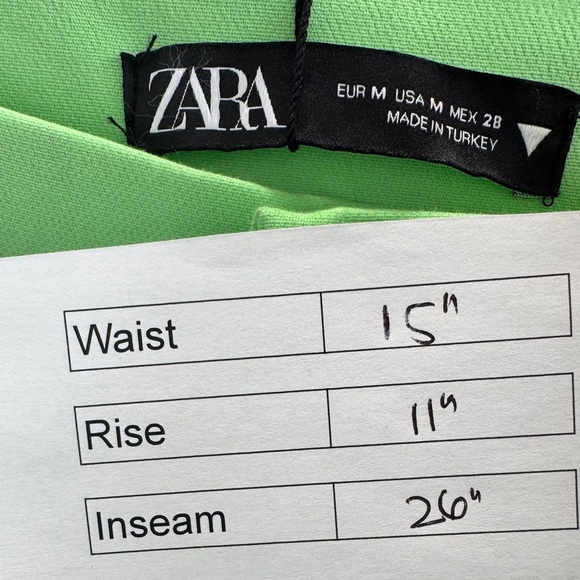 ZARA
EUR M USA M MEX 28
MADE IN TURKEY
Waist 15"
Rise 11"
Inseam 26"